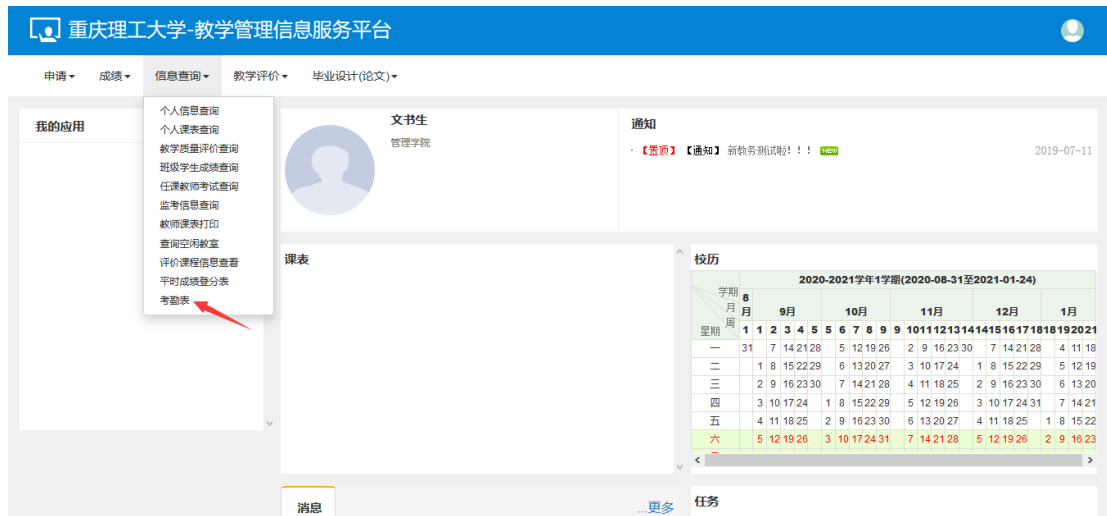 重庆理工大学-教学管理信息服务平台
申请 成绩 信息查询 教学评价 毕业设计(论文)
个人信息查询
个人课表查询
教学质量评价查询
班级学生成绩查询
任课教师考试查询
监考信息查询
教师课表打印
查询空闲教室
评价课程信息查看
平时成绩登分表
考勤表
我的应用
文书生
管理学院
通知
· 【置顶】【通知】新教务测试啦！！！ NEW 2019-07-11
课表
校历
2020-2021学年1学期(2020-08-31至2021-01-24)
学期
月
周
星期
8月 9月 10月 11月 12月 1月
1 1 2 3 4 5 5 6 7 8 9 9 10 11 12 13 14 14 15 16 17 18 18 19 20 21
一 31 7 14 21 28 5 12 19 26 2 9 16 23 30 7 14 21 28 4 11 18
二 1 8 15 22 29 6 13 20 27 3 10 17 24 1 8 15 22 29 5 12 19
三 2 9 16 23 30 7 14 21 28 4 11 18 25 2 9 16 23 30 6 13 20
四 3 10 17 24 1 8 15 22 29 5 12 19 26 3 10 17 24 31 7 14 21
五 4 11 18 25 2 9 16 23 30 6 13 20 27 4 11 18 25 1 8 15 22
六 5 12 19 26 3 10 17 24 31 7 14 21 28 5 12 19 26 2 9 16 23
消息
...更多
任务